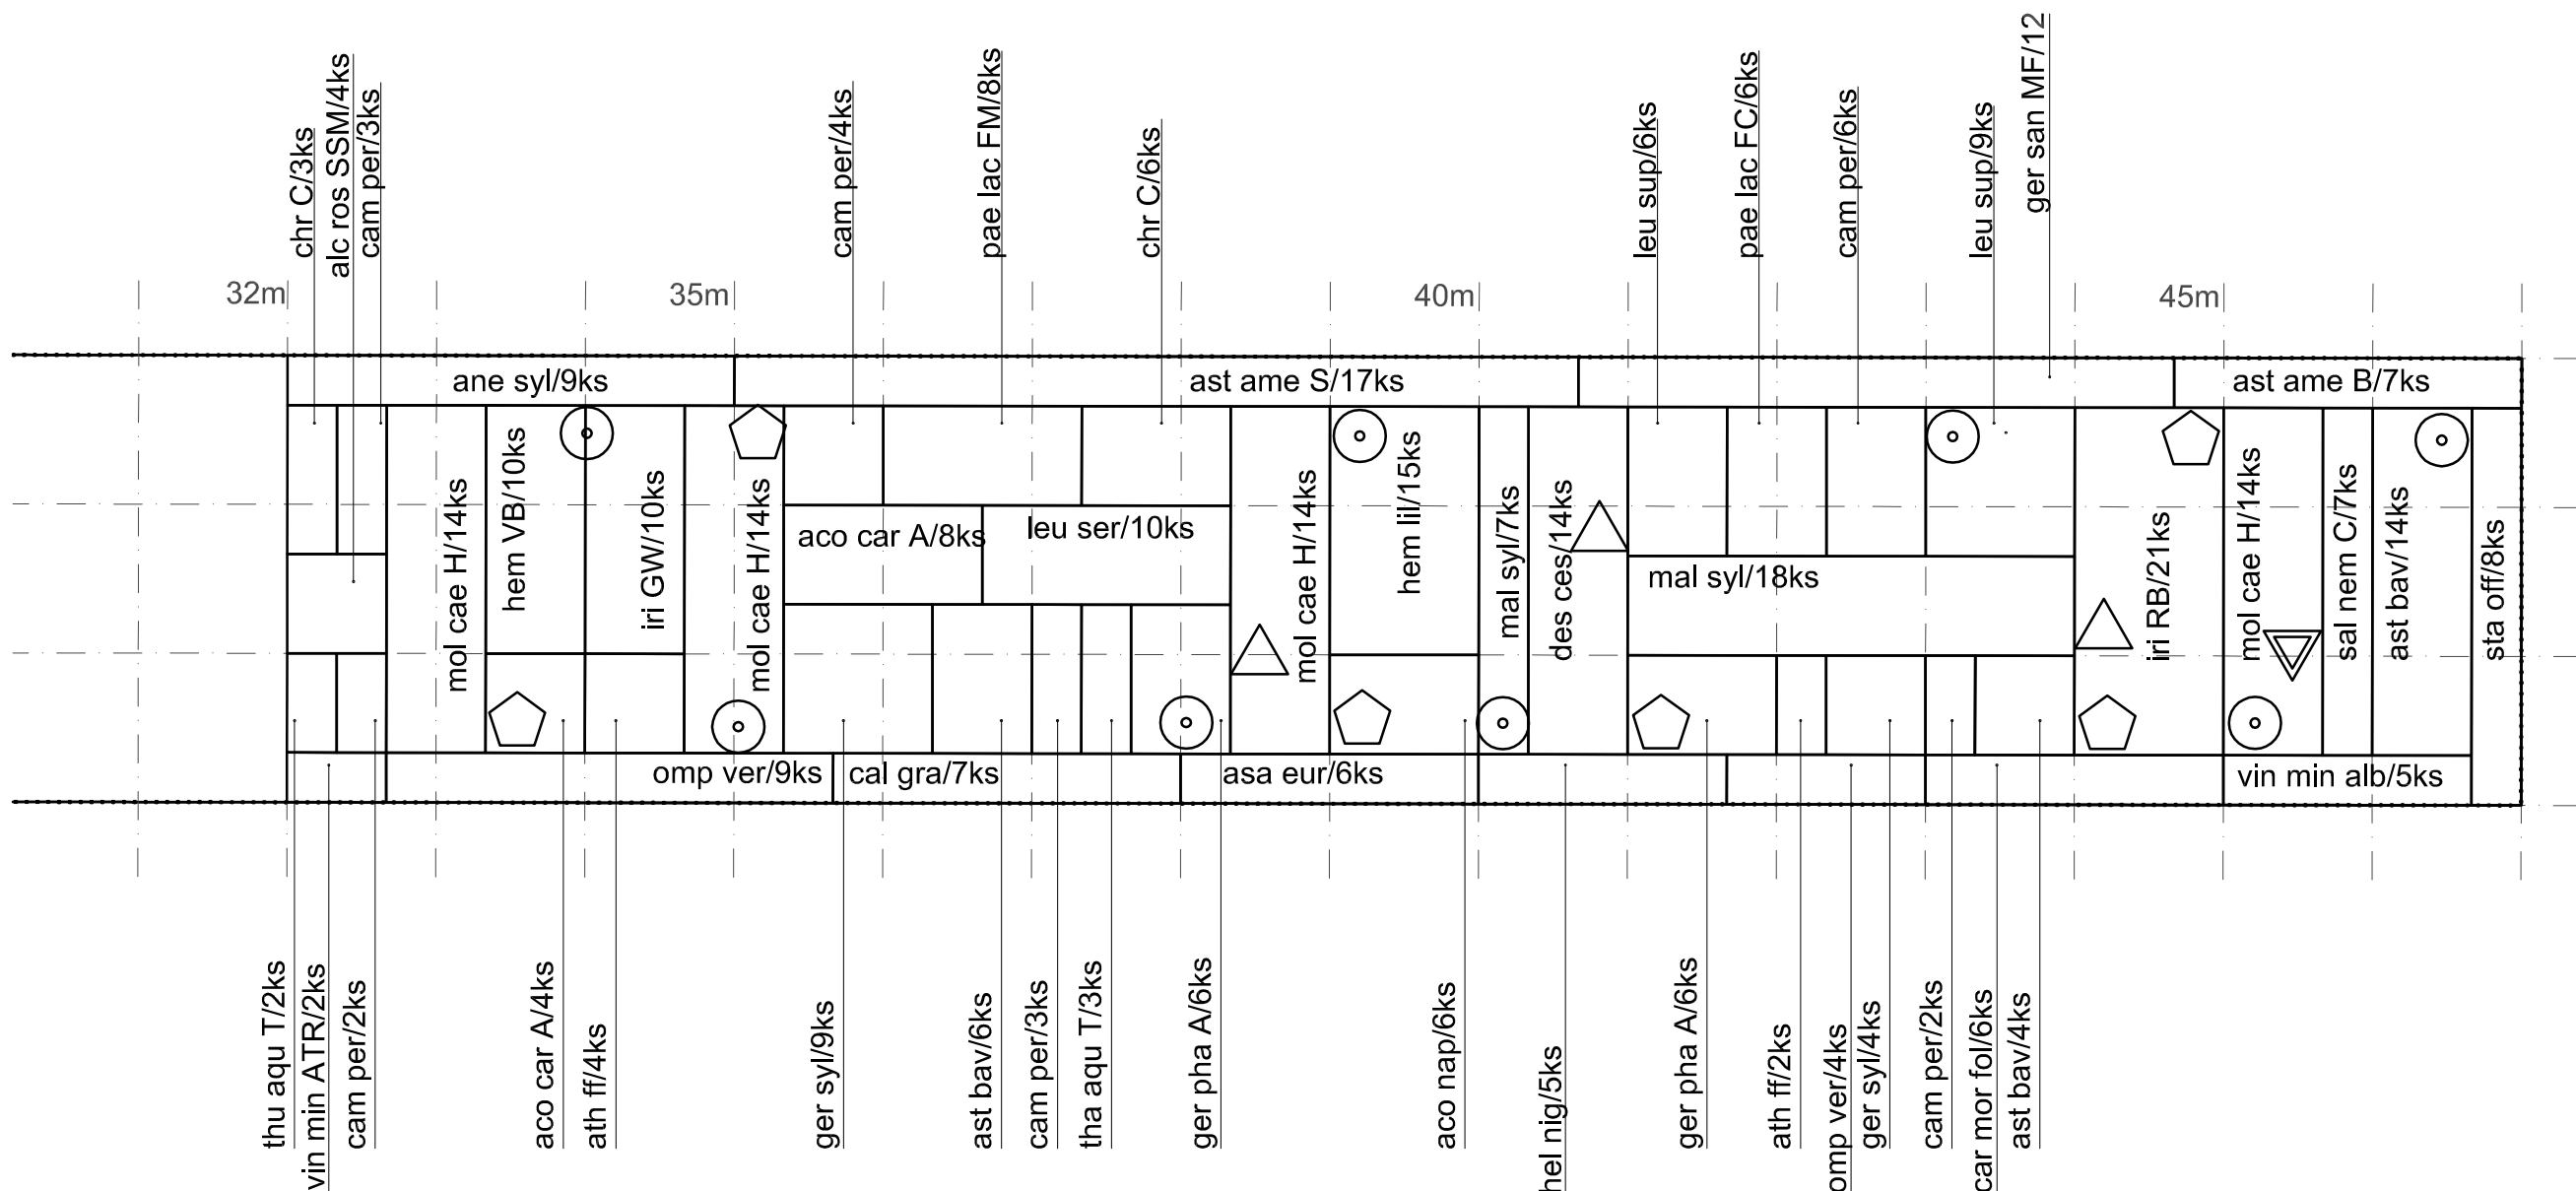 chr C/3ks
alc ros SSM/4ks
cam per/3ks
cam per/4ks
pae lac FM/8ks
chr C/6ks
leu sup/6ks
pae lac FC/6ks
cam per/6ks
leu sup/9ks
ger san MF/12
32m
35m
40m
45m
ane syl/9ks
ast ame S/17ks
ast ame B/7ks
mol cae H/14ks
hem VB/10ks
iri GW/10ks
mol cae H/14ks
aco car A/8ks
leu ser/10ks
mol cae H/14ks
hem lil/15ks
mal syl/7ks
des ces/14ks
mal syl/18ks
iri RB/21ks
mol cae H/14ks
sal nem C/7ks
ast bav/14ks
sta off/8ks
omp ver/9ks
cal gra/7ks
asa eur/6ks
vin min alb/5ks
thu aqu T/2ks
vin min ATR/2ks
cam per/2ks
aco car A/4ks
ath ff/4ks
ger syl/9ks
ast bav/6ks
cam per/3ks
tha aqu T/3ks
ger pha A/6ks
aco nap/6ks
hel nig/5ks
ger pha A/6ks
ath ff/2ks
omp ver/4ks
ger syl/4ks
cam per/2ks
car mor fol/6ks
ast bav/4ks